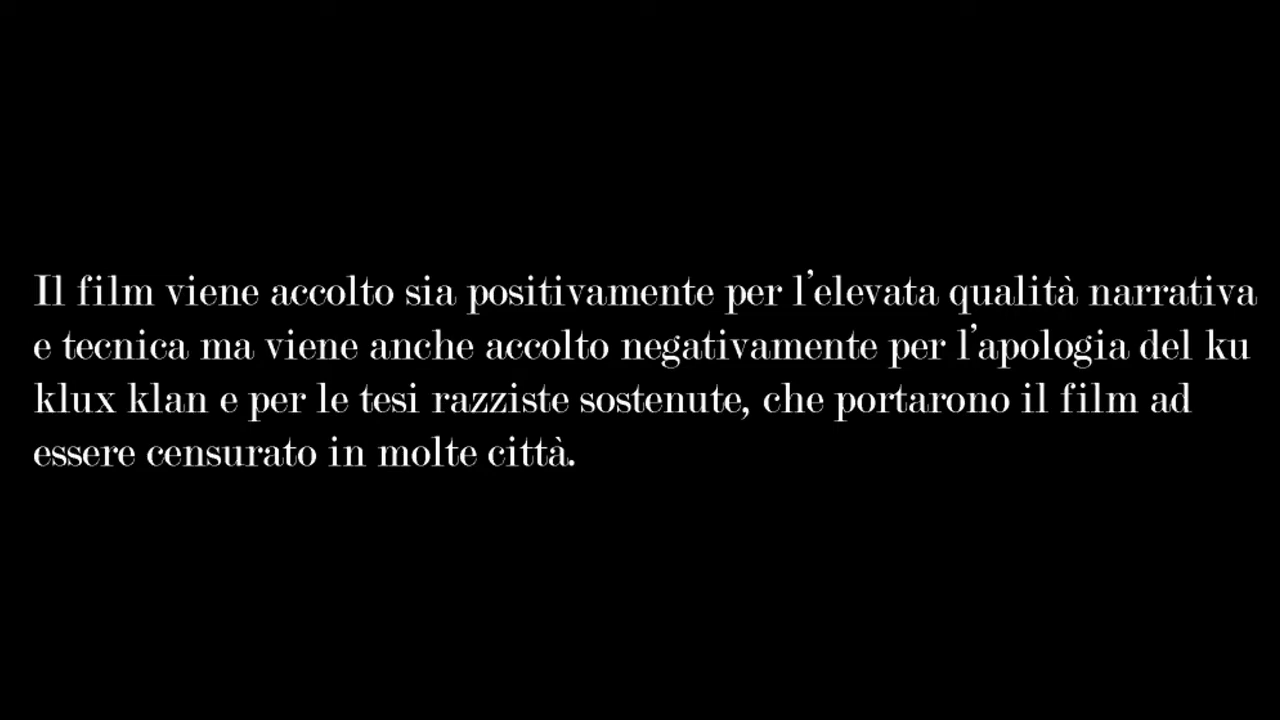 Il film viene accolto sia positivamente per l'elevata qualità narrativa
e tecnica ma viene anche accolto negativamente per l'apologia del ku
klux klan e per le tesi razziste sostenute, che portarono il film ad
essere censurato in molte città.